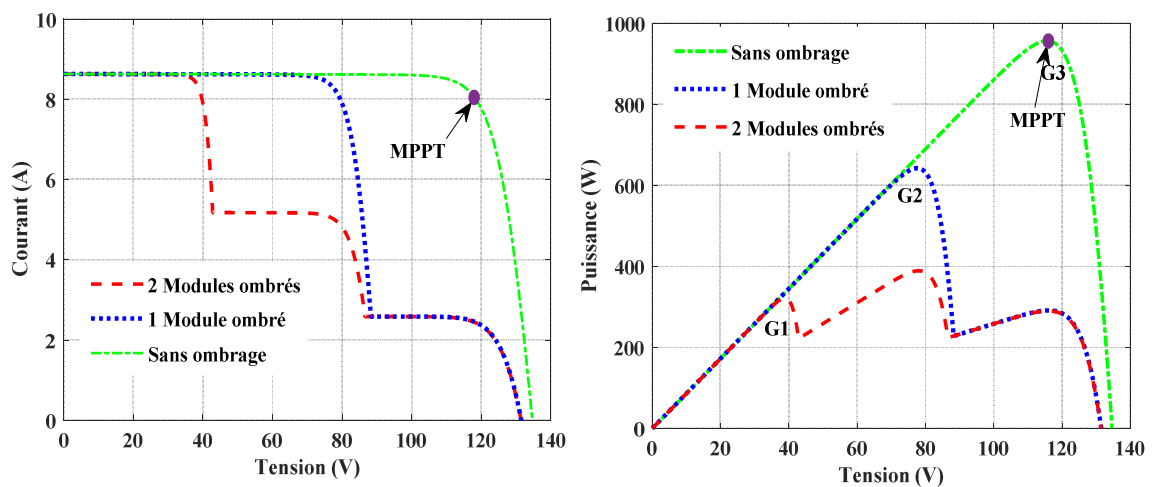 10
8
6
4
2
0
Courant (A)
MPPT
2 Modules ombrés
1 Module ombré
Sans ombrage
0 20 40 60 80 100 120 140
Tension (V)
1000
800
600
400
200
0
Puissance (W)
Sans ombrage
1 Module ombré
2 Modules ombrés
G3
MPPT
G2
G1
0 20 40 60 80 100 120 140
Tension (V)